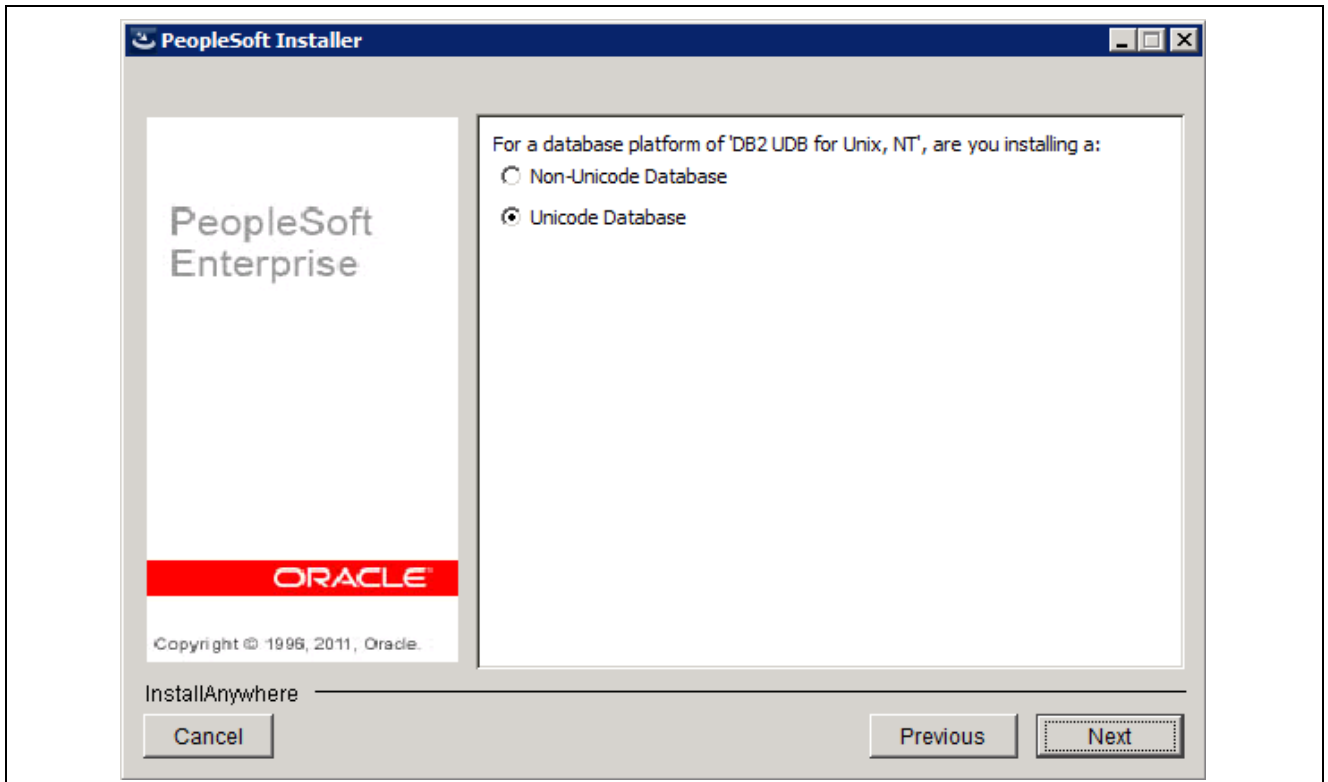 PeopleSoft Installer
For a database platform of 'DB2 UDB for Unix, NT', are you installing a:
Non-Unicode Database
Unicode Database
PeopleSoft
Enterprise
ORACLE
Copyright © 1996, 2011, Oracle.
InstallAnywhere
Cancel
Previous
Next